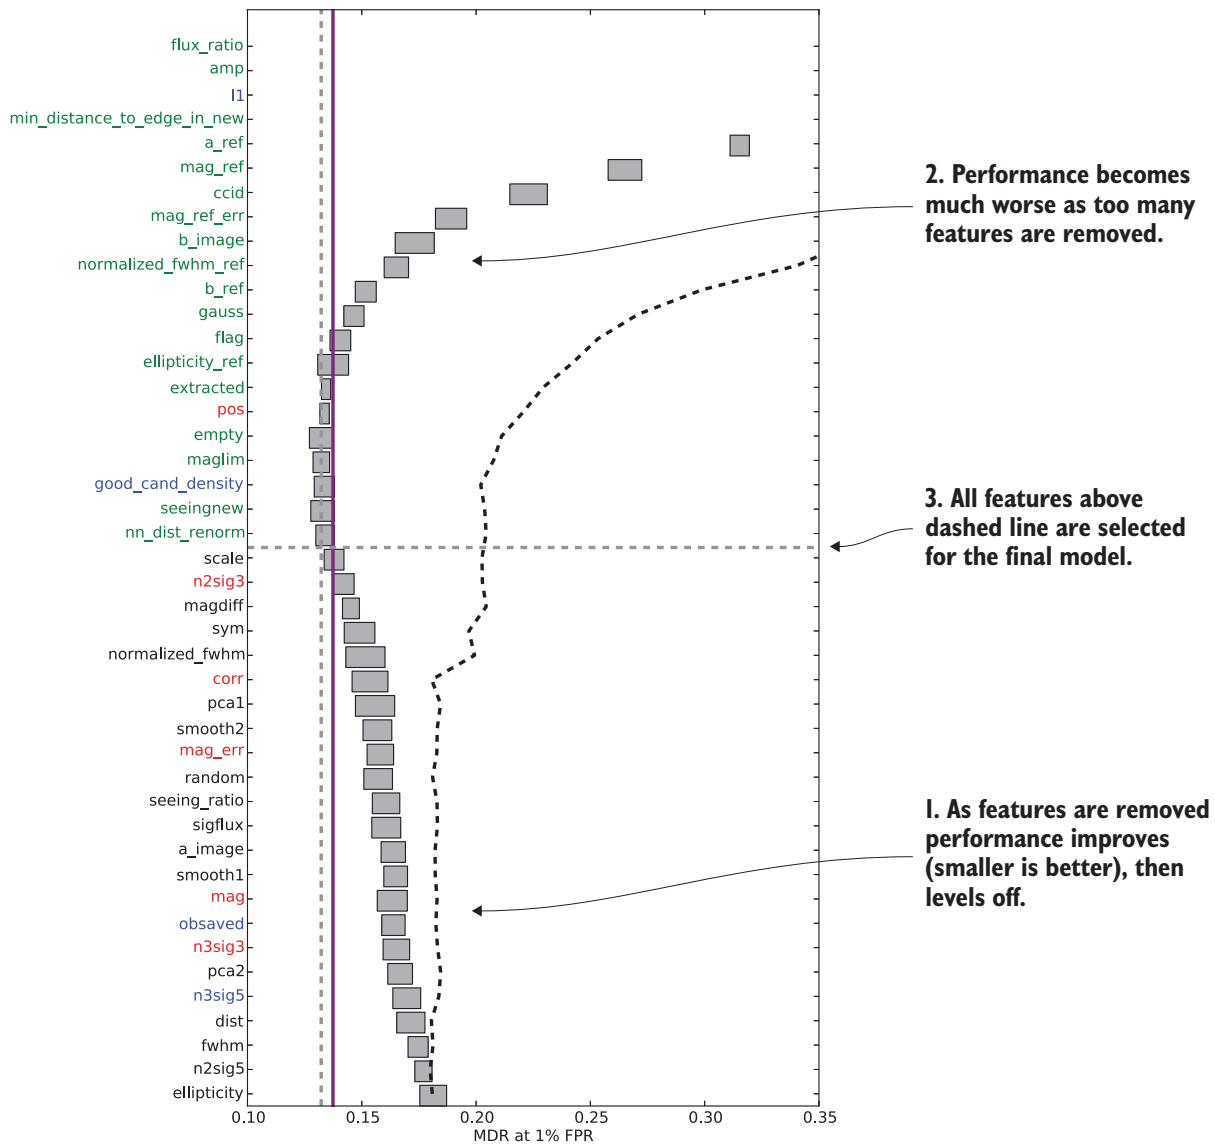 flux_ratio
amp
l1
min_distance_to_edge_in_new
a_ref
mag_ref
ccid
mag_ref_err
b_image
normalized_fwhm_ref
b_ref
gauss
flag
ellipticity_ref
extracted
pos
empty
maglim
good_cand_density
seeingnew
nn_dist_renorm
scale
n2sig3
magdiff
sym
normalized_fwhm
corr
pca1
smooth2
mag_err
random
seeing_ratio
sigflux
a_image
smooth1
mag
obsaved
n3sig3
pca2
n3sig5
dist
fwhm
n2sig5
ellipticity
0.10 0.15 0.20 0.25 0.30 0.35
MDR at 1% FPR
2. Performance becomes
much worse as too many
features are removed.
3. All features above
dashed line are selected
for the final model.
1. As features are removed
performance improves
(smaller is better), then
levels off.